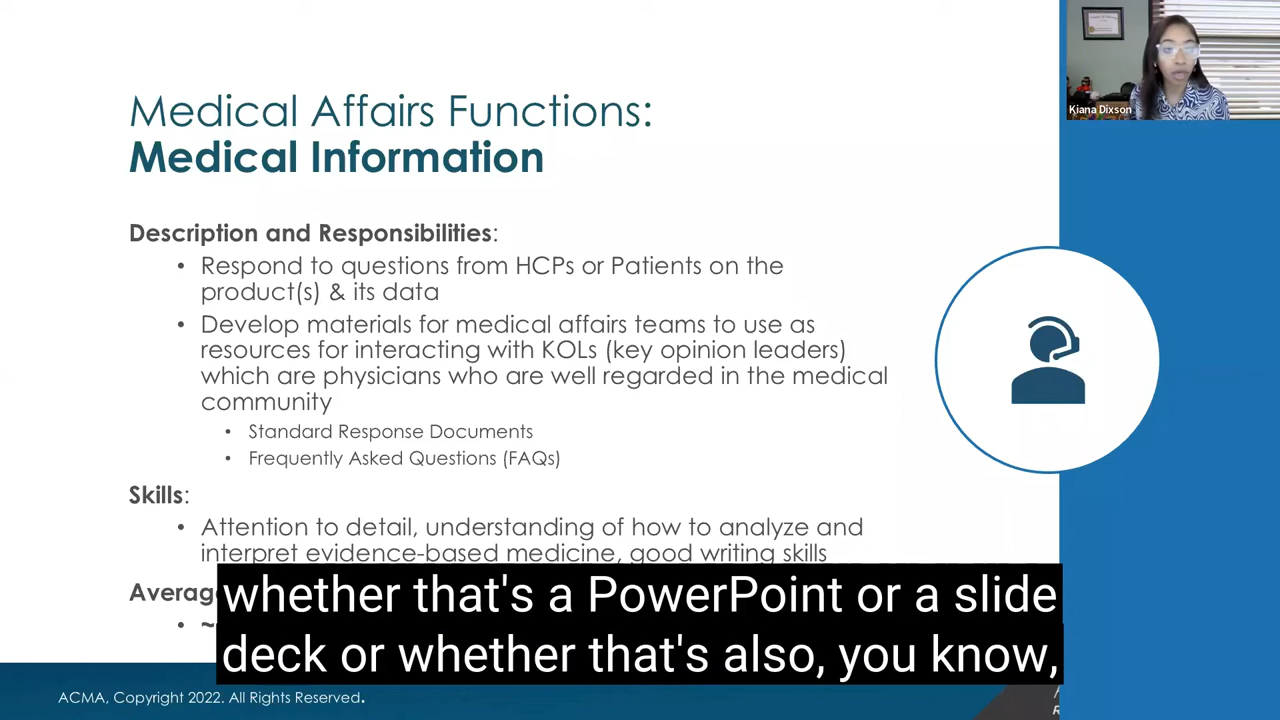 Medical Affairs Functions:
Medical Information
Kiana Dixson
Description and Responsibilities:
• Respond to questions from HCPs or Patients on the
product(s) & its data
• Develop materials for medical affairs teams to use as
resources for interacting with KOLs (key opinion leaders)
which are physicians who are well regarded in the medical
community
• Standard Response Documents
• Frequently Asked Questions (FAQs)
Skills:
• Attention to detail, understanding of how to analyze and
interpret evidence-based medicine, good writing skills
whether that's a PowerPoint or a slide
deck or whether that's also, you know,
ACMA, Copyright 2022. All Rights Reserved.